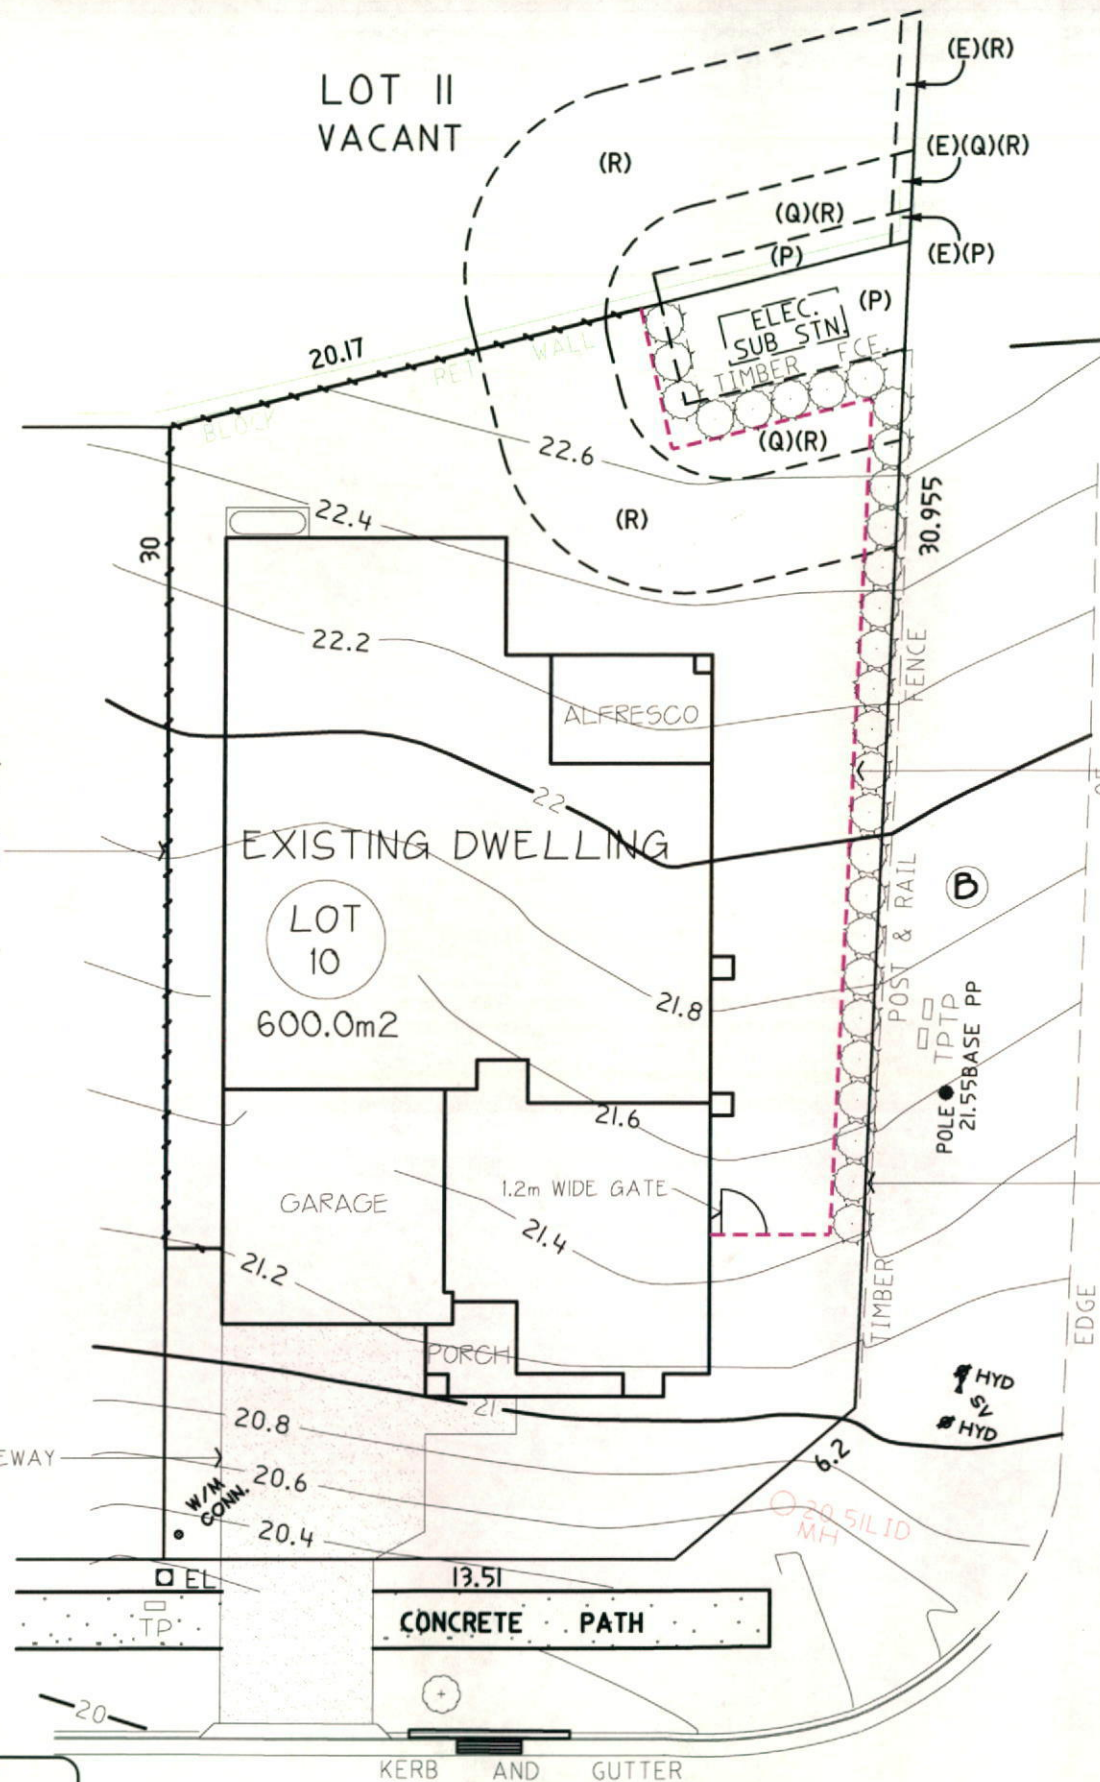 LOT 11
VACANT
(E)(R)
(R)
(E)(Q)(R)
(Q)(R)
(P)
(E)(P)
(P)
ELEC.
SUB STN.
TIMBER FCE.
20.17
BLOCK RET WALL
(Q)(R)
22.6
22.4
(R)
30
30.955
22.2
ALFRESCO
22
EXISTING DWELLING
LOT
10
600.0m2
B
TIMBER POST & RAIL FENCE
21.8
TP TP
POLE
21.55BASE PP
21.6
GARAGE
1.2m WIDE GATE
21.4
21.2
PORCH
EDGE
HYD
SV
HYD
21
20.8
6.2
EWAY
20.6
W/M
CONN.
20.4
20.51LID
MH
EL
13.51
TP
CONCRETE PATH
20
KERB AND GUTTER